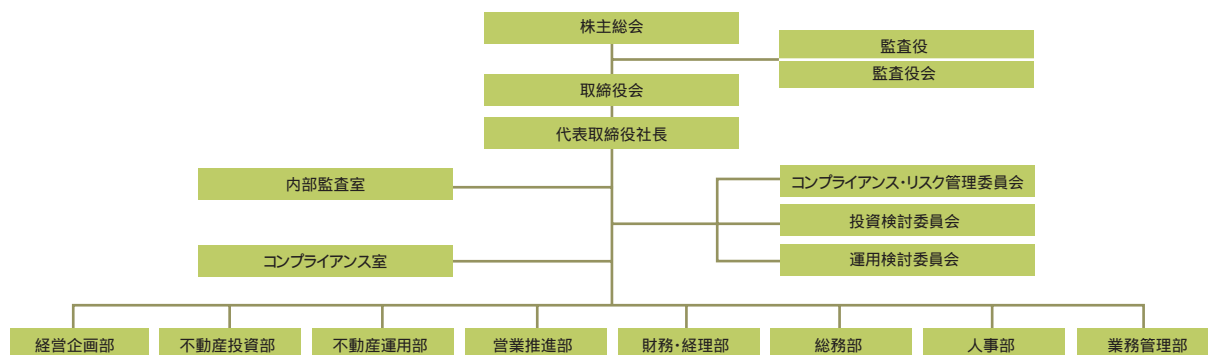 株主総会
監査役
監査役会
取締役会
代表取締役社長
内部監査室
コンプライアンス・リスク管理委員会
投資検討委員会
コンプライアンス室
運用検討委員会
経営企画部
不動産投資部
不動産運用部
営業推進部
財務・経理部
総務部
人事部
業務管理部